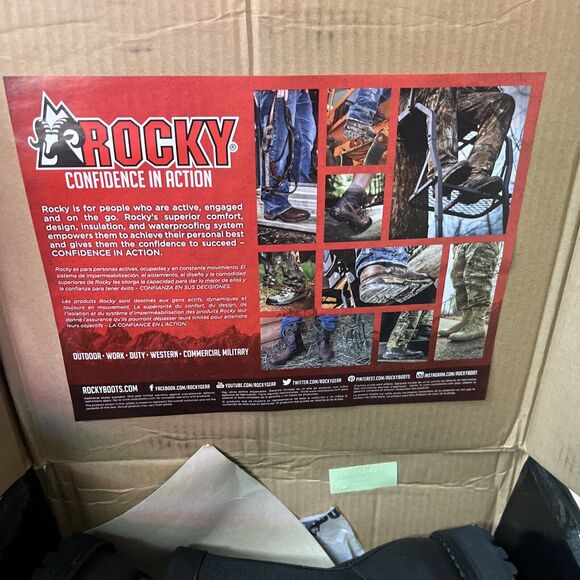 ROCKY®
CONFIDENCE IN ACTION
Rocky is for people who are active, engaged
and on the go. Rocky's superior comfort,
design, insulation, and waterproofing system
empowers them to achieve their personal best
and gives them the confidence to succeed –
CONFIDENCE IN ACTION.
Rocky es para personas activas, ocupadas y en constante movimiento. El
sistema de impermeabilización, el aislamiento, el diseño y la comodidad
superiores de Rocky les otorga la capacidad para dar lo mejor de ellos y
la confianza para tener éxito – CONFIANZA EN SUS DECISIONES.
Les produits Rocky sont destinés aux gens actifs, dynamiques et
toujours en mouvement. La supériorité du confort, du design, de
l'isolation et du système d'imperméabilisation des produits Rocky leur
donne l'assurance qu'ils pourront dépasser leurs limites pour atteindre
leurs objectifs – LA CONFIANCE EN L'ACTION.
OUTDOOR • WORK • DUTY • WESTERN • COMMERCIAL MILITARY
ROCKYBOOTS.COM FACEBOOK.COM/ROCKYGEAR YOUTUBE.COM/ROCKYGEAR TWITTER.COM/ROCKYGEAR PINTEREST.COM/ROCKYBOOTS INSTAGRAM.COM/ROCKYBOOT